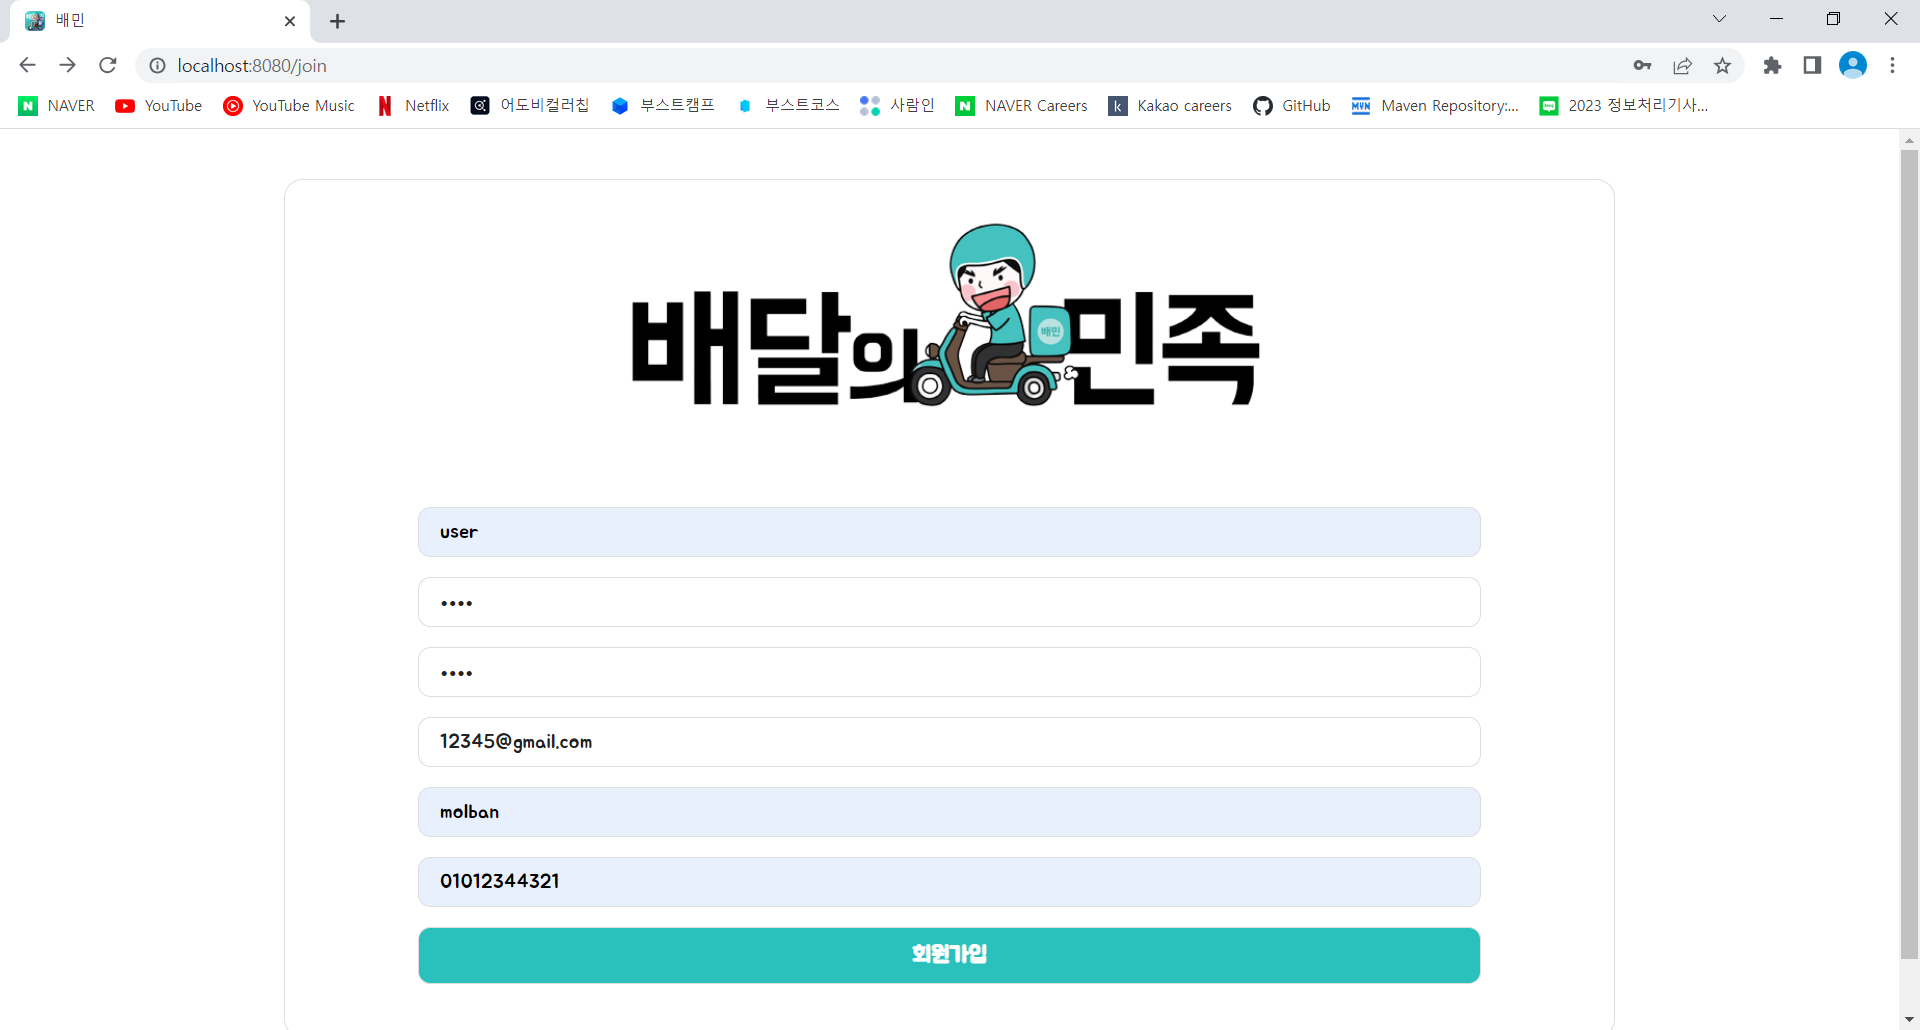 배민
localhost:8080/join
NAVER YouTube YouTube Music Netflix 어도비컬러칩 부스트캠프 부스트코스 사람인 NAVER Careers k Kakao careers GitHub MVN Maven Repository:... 2023 정보처리기사...
배달의민족
배민
user
••••
••••
12345@gmail.com
molban
01012344321
회원가입